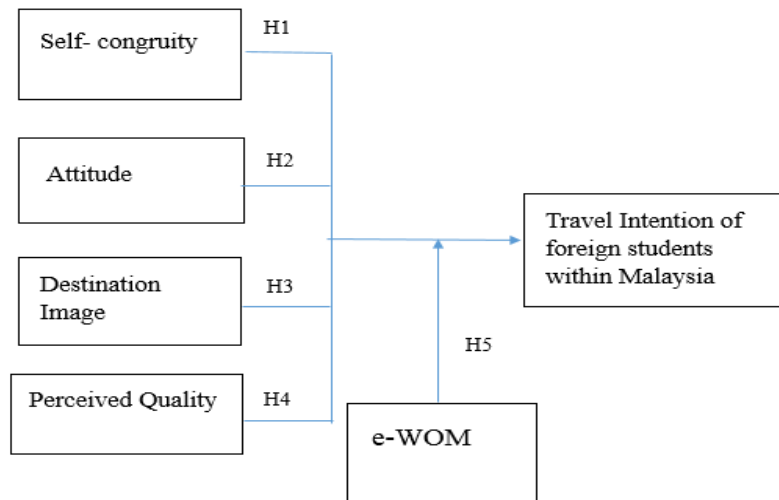 Self- congruity
H1
Attitude
H2
Destination
Image
H3
Perceived Quality
H4
e-WOM
H5
Travel Intention of
foreign students
within Malaysia